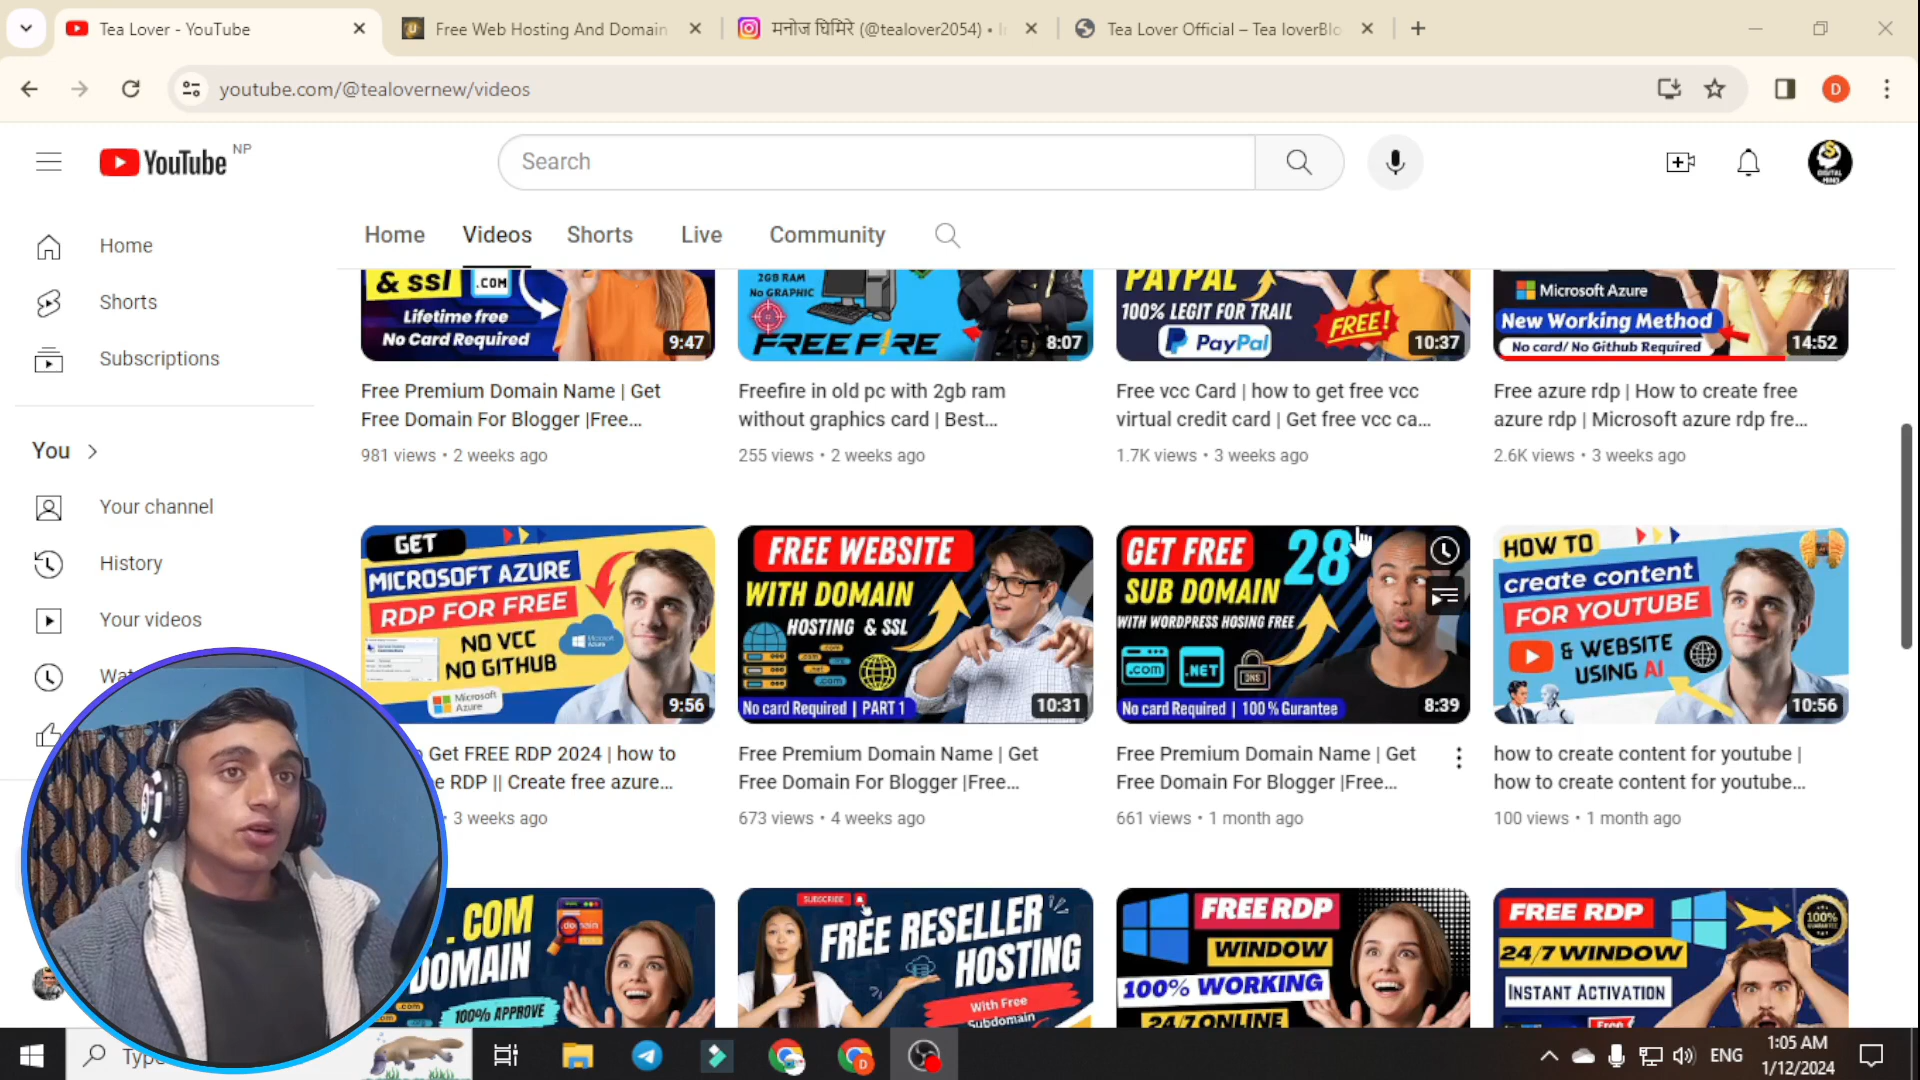 Tea Lover - YouTube
Free Web Hosting And Domain
मनोज घिमिरे (@tealover2054) • I
Tea Lover Official – Tea loverBlo
youtube.com/@tealovernew/videos
D
YouTube NP
Search
DIGITAL MIND
Home
Videos
Shorts
Live
Community
Home
Shorts
Subscriptions
You
Your channel
History
Your videos
Wat
& ssl .COM
Lifetime free
No Card Required
9:47
2GB RAM
No GRAPHIC
FREE FIRE
8:07
PAYPAL
100% LEGIT FOR TRAIL
FREE!
PayPal
10:37
Microsoft Azure
New Working Method
No card/ No Github Required
14:52
Free Premium Domain Name | Get
Free Domain For Blogger |Free...
981 views • 2 weeks ago
Freefire in old pc with 2gb ram
without graphics card | Best...
255 views • 2 weeks ago
Free vcc Card | how to get free vcc
virtual credit card | Get free vcc ca...
1.7K views • 3 weeks ago
Free azure rdp | How to create free
azure rdp | Microsoft azure rdp fre...
2.6K views • 3 weeks ago
GET
MICROSOFT AZURE
RDP FOR FREE
NO VCC
NO GITHUB
Microsoft Azure
Microsoft
Azure
9:56
FREE WEBSITE
WITH DOMAIN
HOSTING & SSL
.com
.net
.com
No card Required | PART 1
10:31
GET FREE 28
SUB DOMAIN
WITH WORDPRESS HOSING FREE
.com .NET DNS
No card Required | 100 % Gurantee
8:39
HOW TO
create content
FOR YOUTUBE
& WEBSITE
USING AI
10:56
Get FREE RDP 2024 | how to
e RDP || Create free azure...
3 weeks ago
Free Premium Domain Name | Get
Free Domain For Blogger |Free...
673 views • 4 weeks ago
Free Premium Domain Name | Get
Free Domain For Blogger |Free...
661 views • 1 month ago
how to create content for youtube |
how to create content for youtube...
100 views • 1 month ago
.COM
DOMAIN
.domain
.com
100% APPROVE
SUBSCRIBE
FREE RESELLER
HOSTING
With Free
Subdomain
FREE RDP
WINDOW
100% WORKING
24/7 ONLINE
FREE RDP
24/7 WINDOW
INSTANT ACTIVATION
100%
GURANTEE
Free
Type
D
ENG
1:05 AM
1/12/2024